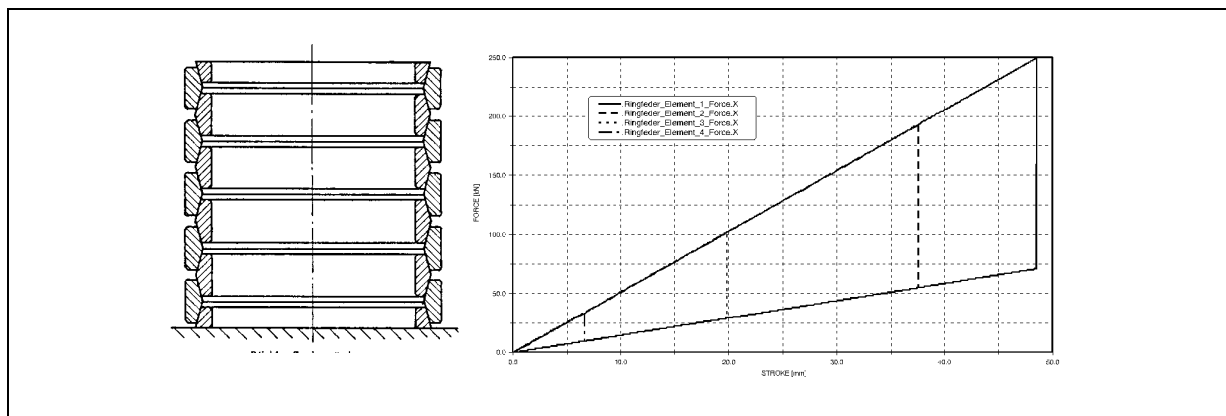 250.0
200.0
150.0
100.0
50.0
0.0
FORCE [kN]
Ringfeder_Element_1_Force.X
Ringfeder_Element_2_Force.X
Ringfeder_Element_3_Force.X
Ringfeder_Element_4_Force.X
0.0 10.0 20.0 30.0 40.0 50.0
STROKE [mm]